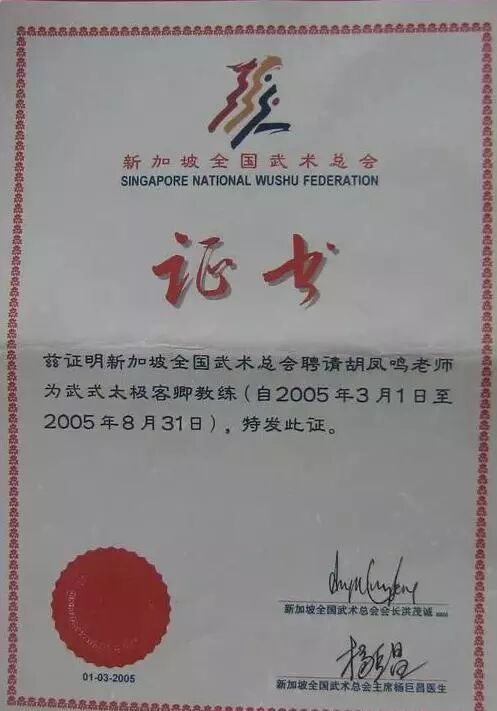 新加坡全国武术总会
SINGAPORE NATIONAL WUSHU FEDERATION
证书
兹证明新加坡全国武术总会聘请胡凤鸣老师
为武式太极客卿教练（自2005年3月1日至
2005年8月31日），特发此证。
新加坡全国武术总会会长洪茂诚
杨巨昌
01-03-2005
新加坡全国武术总会主席杨巨昌医生